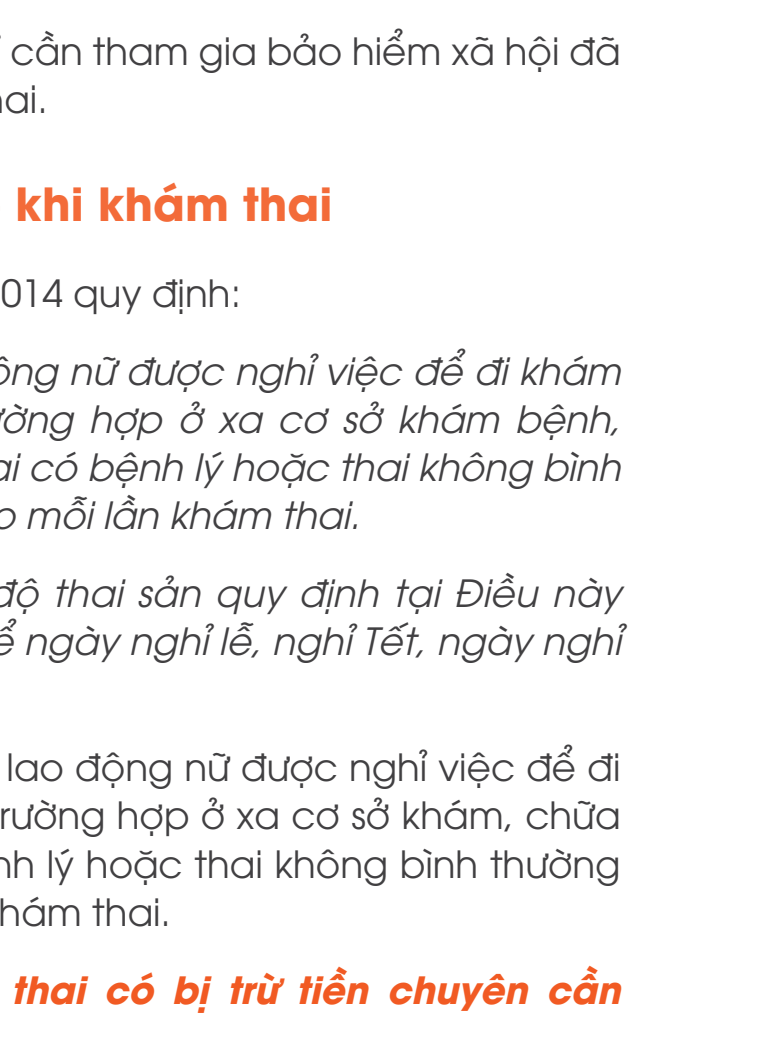 cần tham gia bảo hiểm xã hội đã
ai.
khi khám thai
014 quy định:
ông nữ được nghỉ việc để đi khám
ường hợp ở xa cơ sở khám bệnh,
ai có bệnh lý hoặc thai không bình
mỗi lần khám thai.
độ thai sản quy định tại Điều này
ể ngày nghỉ lễ, nghỉ Tết, ngày nghỉ
lao động nữ được nghỉ việc để đi
rường hợp ở xa cơ sở khám, chữa
nh lý hoặc thai không bình thường
hám thai.
thai có bị trừ tiền chuyên cần